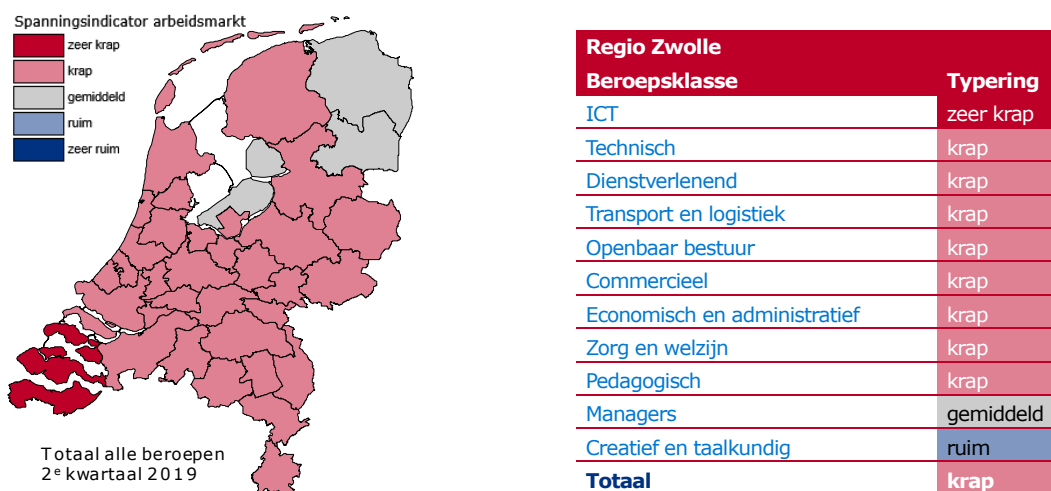 Spanningsindicator arbeidsmarkt
zeer krap
krap
gemiddeld
ruim
zeer ruim
Totaal alle beroepen
2e kwartaal 2019
Regio Zwolle
Beroepsklasse Typering
ICT zeer krap
Technisch krap
Dienstverlenend krap
Transport en logistiek krap
Openbaar bestuur krap
Commercieel krap
Economisch en administratief krap
Zorg en welzijn krap
Pedagogisch krap
Managers gemiddeld
Creatief en taalkundig ruim
Totaal krap